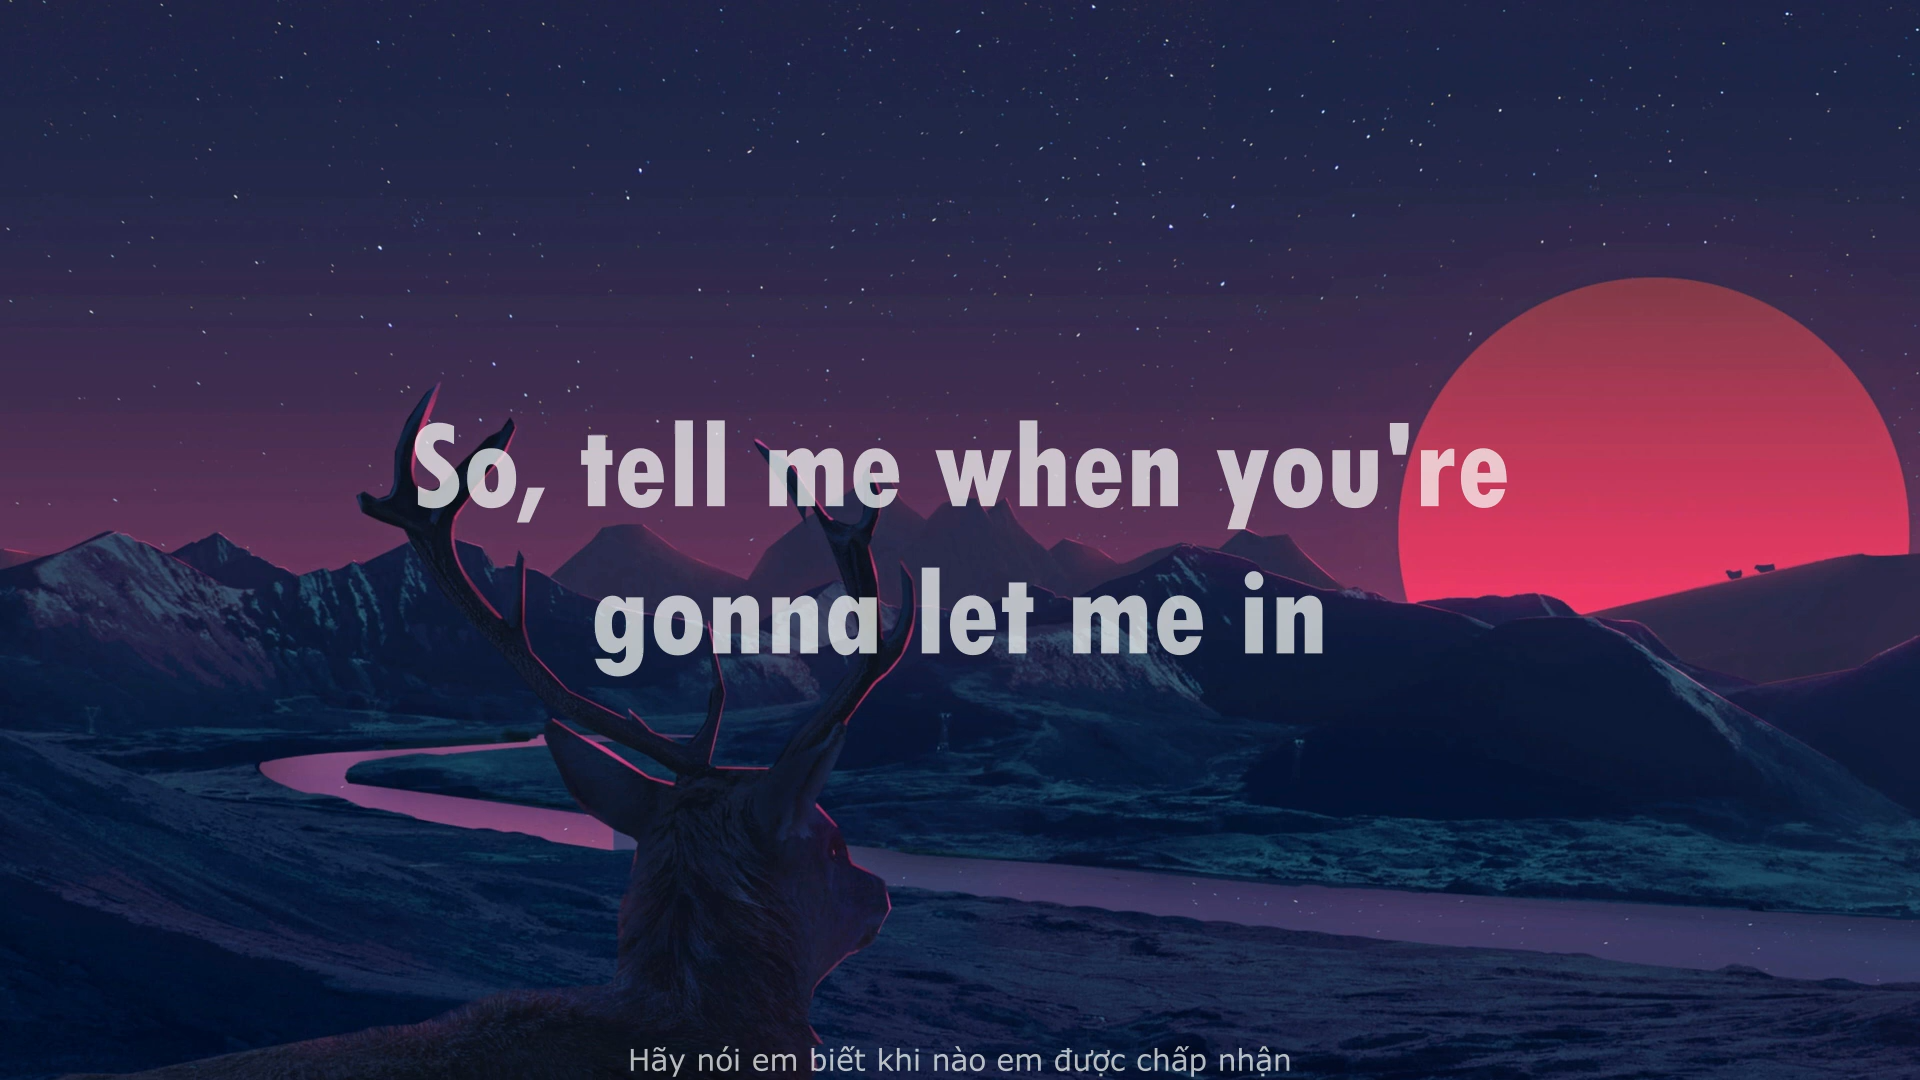 So, tell me when you're
gonna let me in
Hãy nói em biết khi nào em được chấp nhận